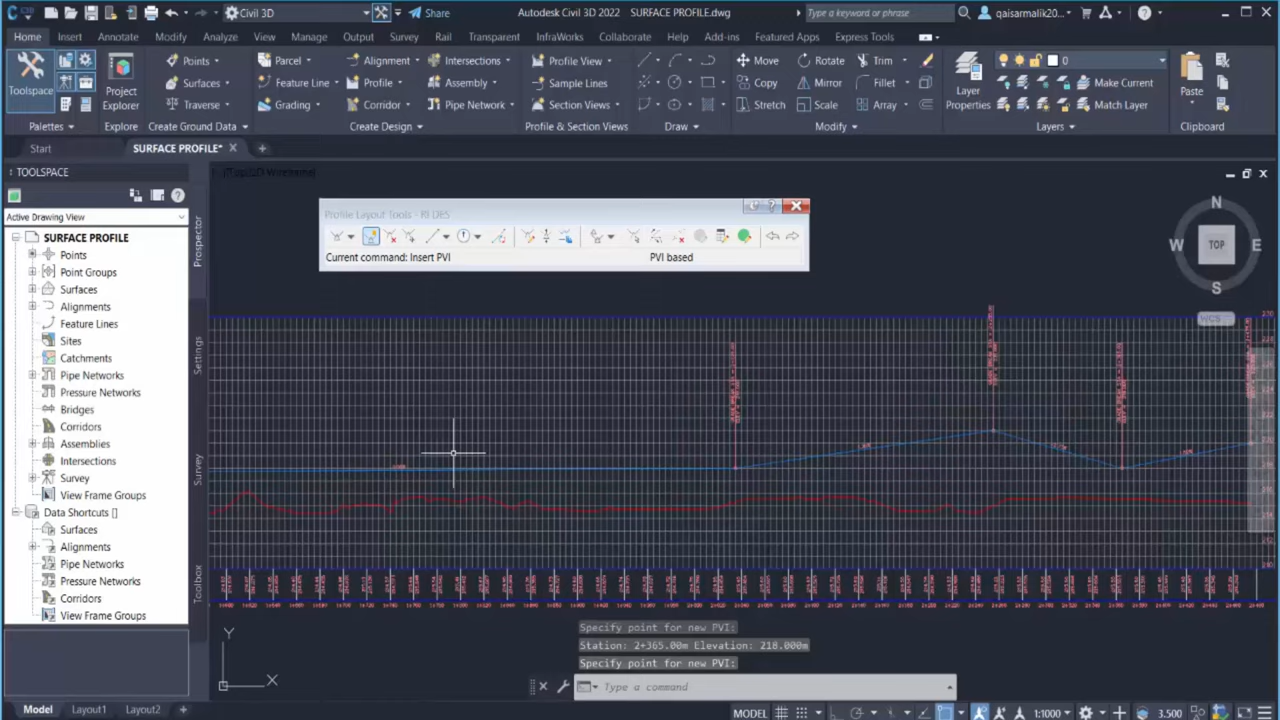 Civil 3D
Share
Autodesk Civil 3D 2022 SURFACE PROFILE.dwg
Type a keyword or phrase
qaisarmalik20...
Home Insert Annotate Modify Analyze View Manage Output Survey Rail Transparent InfraWorks Collaborate Help Add-ins Featured Apps Express Tools
Toolspace
Project
Explorer
Points
Surfaces
Traverse
Parcel
Feature Line
Grading
Alignment
Profile
Corridor
Intersections
Assembly
Pipe Network
Profile View
Sample Lines
Section Views
Move
Copy
Stretch
Rotate
Mirror
Scale
Trim
Fillet
Array
Layer
Properties
0
Make Current
Match Layer
Paste
Palettes Explore Create Ground Data Create Design Profile & Section Views Draw Modify Layers Clipboard
Start SURFACE PROFILE*
TOOLSPACE
Active Drawing View
SURFACE PROFILE
Points
Point Groups
Surfaces
Alignments
Feature Lines
Sites
Catchments
Pipe Networks
Pressure Networks
Bridges
Corridors
Assemblies
Intersections
Survey
View Frame Groups
Data Shortcuts []
Surfaces
Alignments
Pipe Networks
Pressure Networks
Corridors
View Frame Groups
Prospector
Settings
Survey
Toolbox
Profile Layout Tools - RI DES
Current command: Insert PVI PVI based
N
W TOP E
S
WCS
Y
X
Specify point for new PVI:
Station: 2+365.00m Elevation: 218.000m
Specify point for new PVI:
Type a command
Model Layout1 Layout2
MODEL 1:1000 3.500